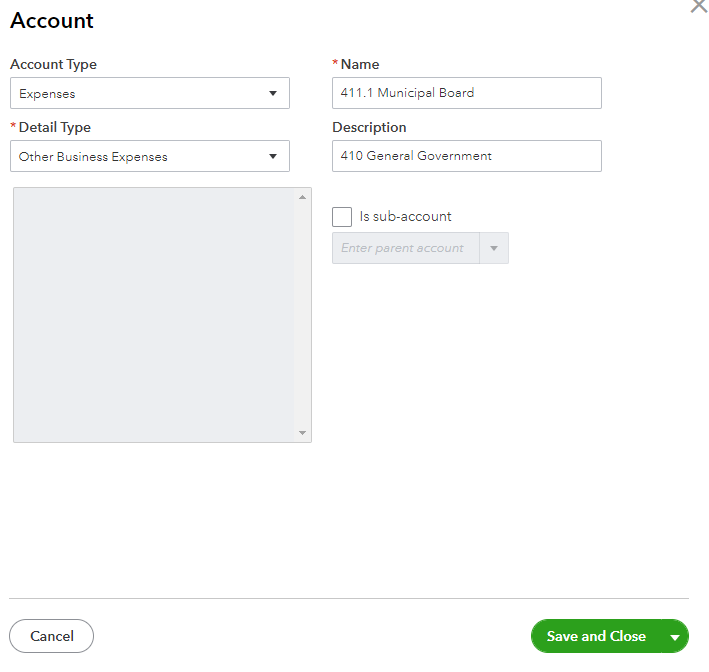 Account
Account Type
* Name
Expenses
411.1 Municipal Board
* Detail Type
Description
Other Business Expenses
410 General Government
Is sub-account
Enter parent account
Cancel
Save and Close